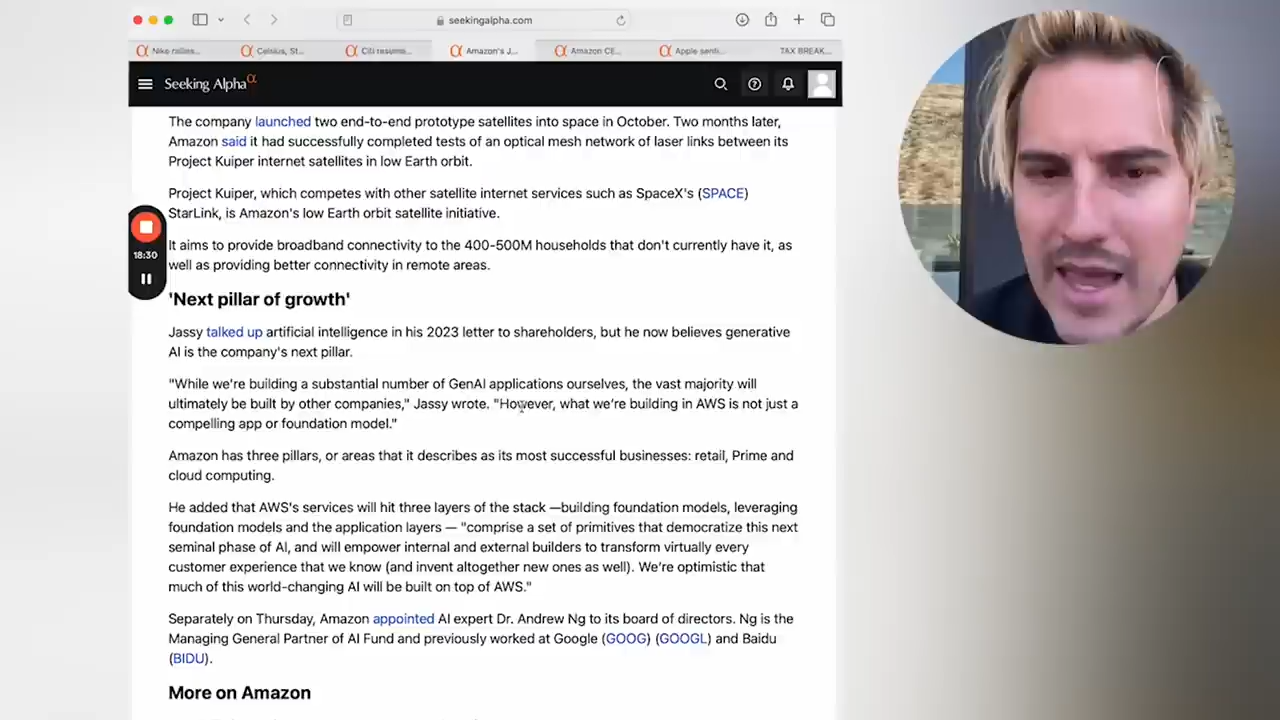 seekingalpha.com
Nike rallies...
Celsius, St...
Citi resume...
Amazon's J...
Amazon CE...
Apple senti...
TAX BREAK...
Seeking Alpha α
The company launched two end-to-end prototype satellites into space in October. Two months later,
Amazon said it had successfully completed tests of an optical mesh network of laser links between its
Project Kuiper internet satellites in low Earth orbit.
Project Kuiper, which competes with other satellite internet services such as SpaceX's (SPACE)
StarLink, is Amazon's low Earth orbit satellite initiative.
18:30
It aims to provide broadband connectivity to the 400-500M households that don't currently have it, as
well as providing better connectivity in remote areas.
'Next pillar of growth'
Jassy talked up artificial intelligence in his 2023 letter to shareholders, but he now believes generative
AI is the company's next pillar.
"While we're building a substantial number of GenAI applications ourselves, the vast majority will
ultimately be built by other companies," Jassy wrote. "However, what we're building in AWS is not just a
compelling app or foundation model."
Amazon has three pillars, or areas that it describes as its most successful businesses: retail, Prime and
cloud computing.
He added that AWS's services will hit three layers of the stack —building foundation models, leveraging
foundation models and the application layers — "comprise a set of primitives that democratize this next
seminal phase of AI, and will empower internal and external builders to transform virtually every
customer experience that we know (and invent altogether new ones as well). We're optimistic that
much of this world-changing AI will be built on top of AWS."
Separately on Thursday, Amazon appointed AI expert Dr. Andrew Ng to its board of directors. Ng is the
Managing General Partner of AI Fund and previously worked at Google (GOOG) (GOOGL) and Baidu
(BIDU).
More on Amazon